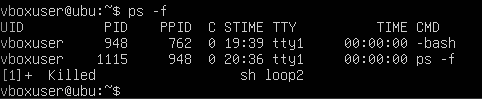 vboxuser@ubu:~$ ps -f
UID          PID    PPID  C STIME TTY          TIME CMD
vboxuser     948     762  0 19:39 tty1     00:00:00 -bash
vboxuser    1115     948  0 20:36 tty1     00:00:00 ps -f
[1]+  Killed                  sh loop2
vboxuser@ubu:~$